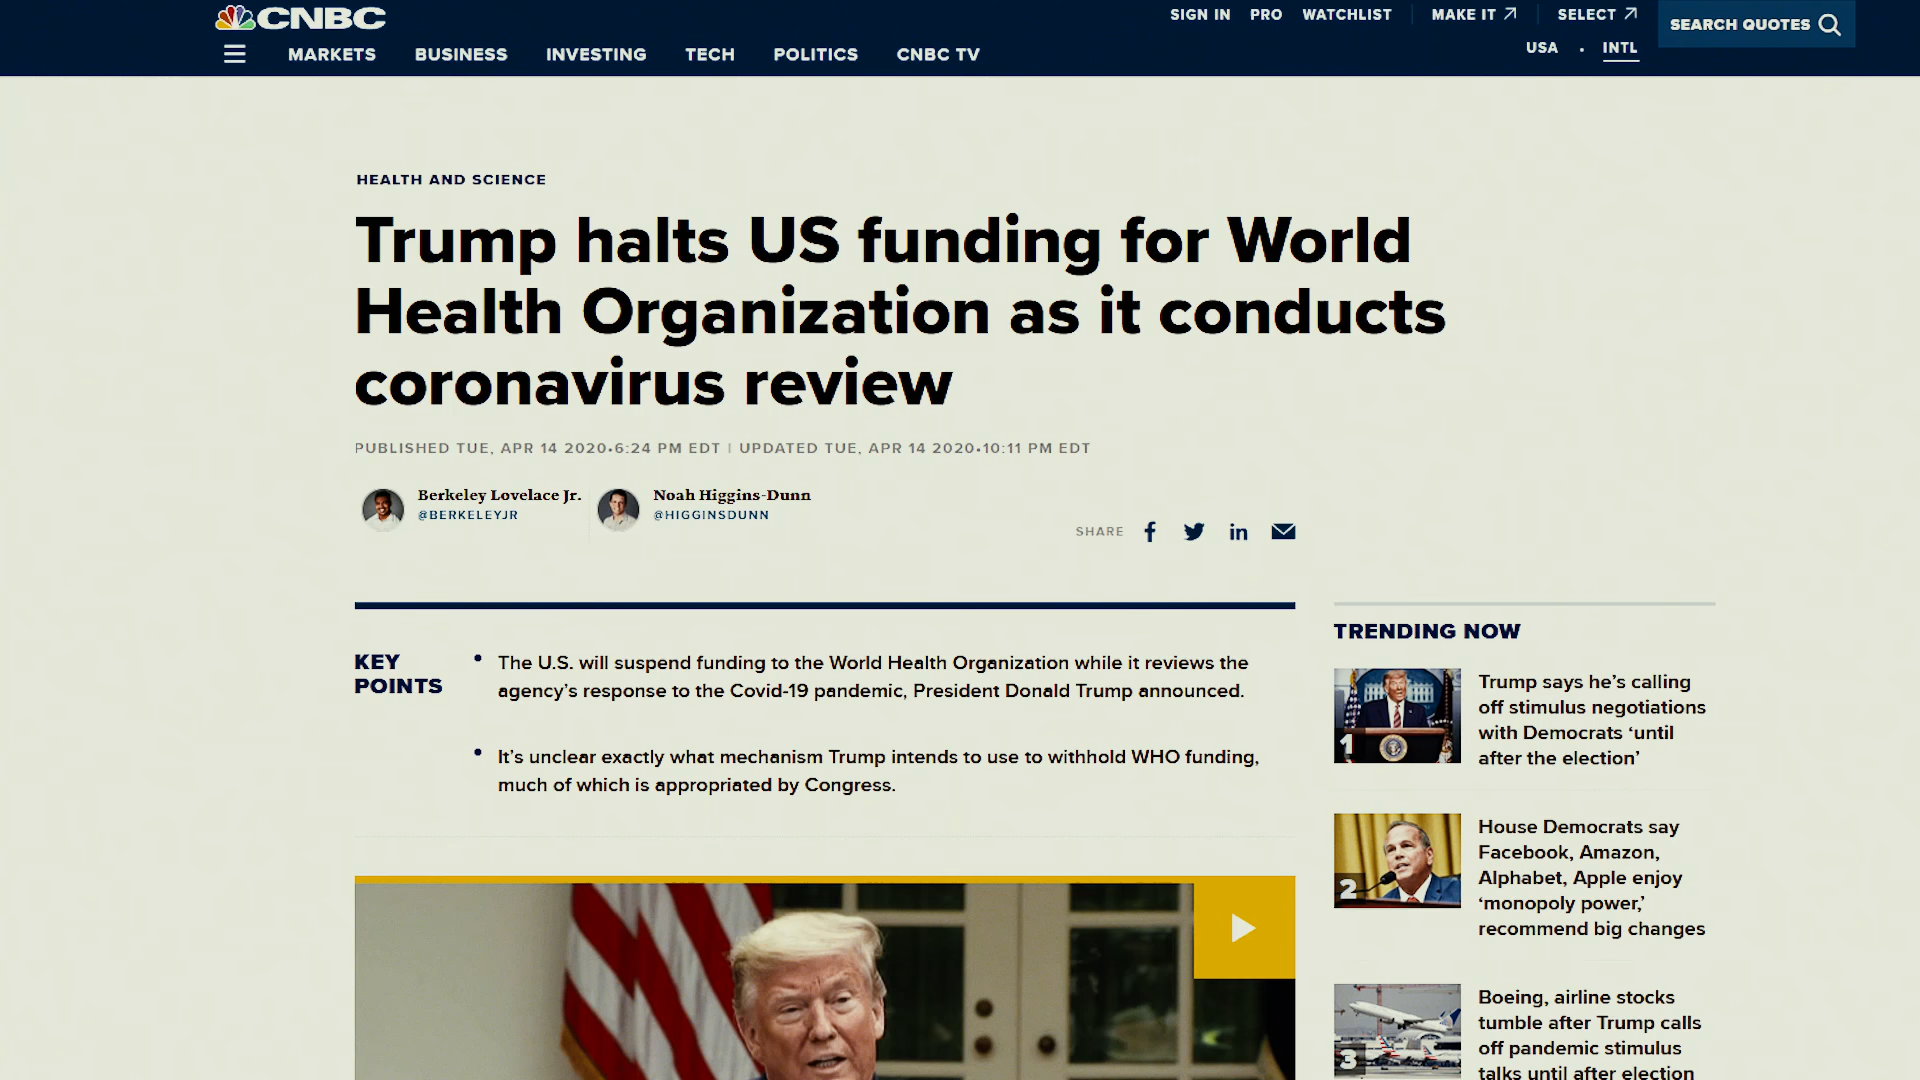 CNBC
SIGN IN PRO WATCHLIST MAKE IT SELECT
SEARCH QUOTES
USA • INTL
MARKETS BUSINESS INVESTING TECH POLITICS CNBC TV
HEALTH AND SCIENCE
Trump halts US funding for World
Health Organization as it conducts
coronavirus review
PUBLISHED TUE, APR 14 2020•6:24 PM EDT | UPDATED TUE, APR 14 2020•10:11 PM EDT
Berkeley Lovelace Jr.
@BERKELEYJR
Noah Higgins-Dunn
@HIGGINSDUNN
SHARE
KEY
POINTS
• The U.S. will suspend funding to the World Health Organization while it reviews the
agency’s response to the Covid-19 pandemic, President Donald Trump announced.
• It’s unclear exactly what mechanism Trump intends to use to withhold WHO funding,
much of which is appropriated by Congress.
TRENDING NOW
1
Trump says he’s calling
off stimulus negotiations
with Democrats ‘until
after the election’
2
House Democrats say
Facebook, Amazon,
Alphabet, Apple enjoy
‘monopoly power,’
recommend big changes
3
Boeing, airline stocks
tumble after Trump calls
off pandemic stimulus
talks until after election